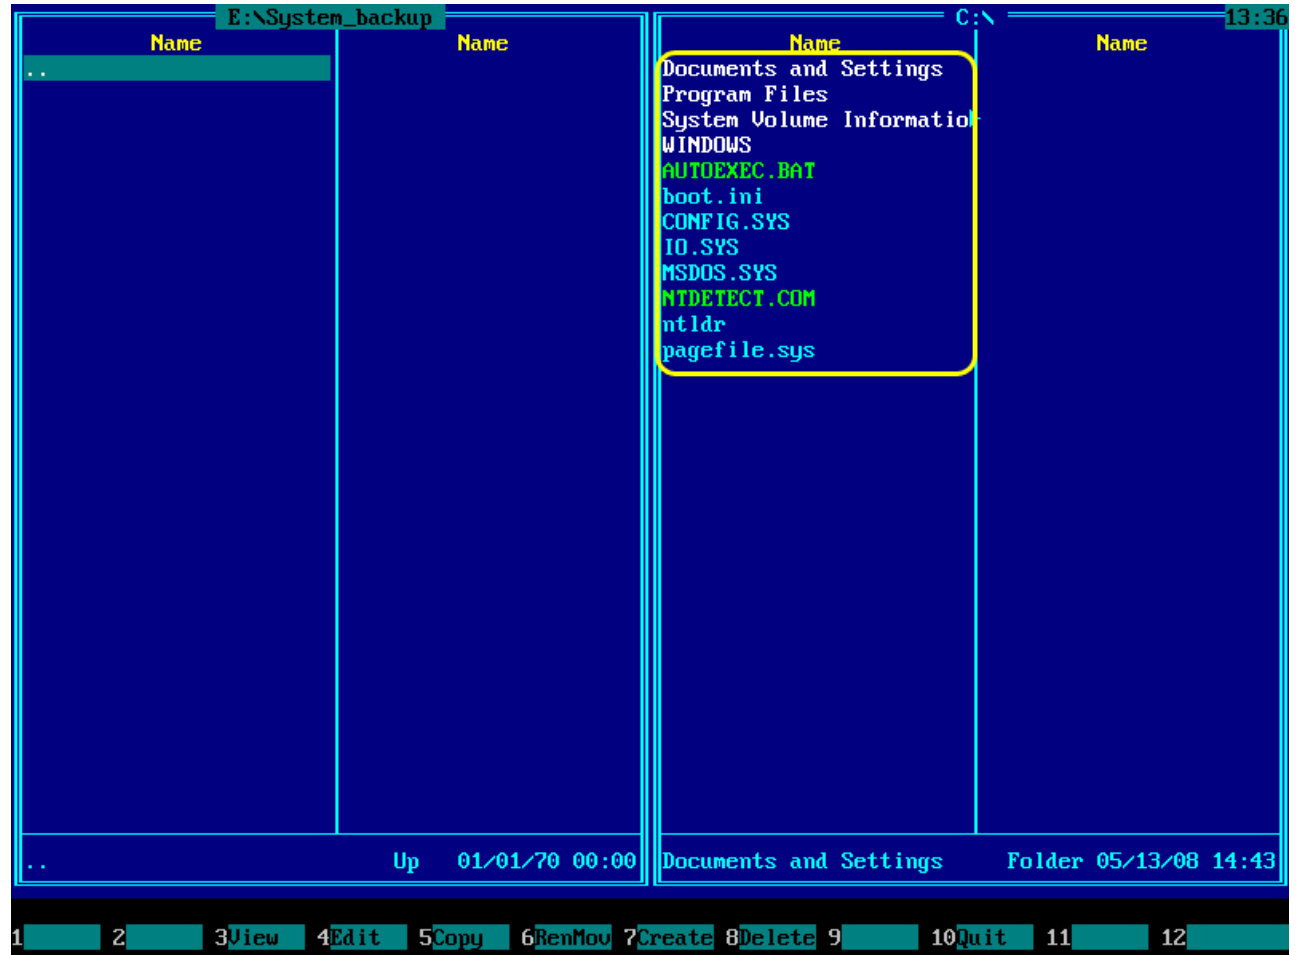 E:\System_backup
Name Name
..
.. Up 01/01/70 00:00
C:\ 13:36
Name Name
Documents and Settings
Program Files
System Volume Informatio
WINDOWS
AUTOEXEC.BAT
boot.ini
CONFIG.SYS
IO.SYS
MSDOS.SYS
NTDETECT.COM
ntldr
pagefile.sys
Documents and Settings Folder 05/13/08 14:43
1 2 3View 4Edit 5Copy 6RenMov 7Create 8Delete 9 10Quit 11 12